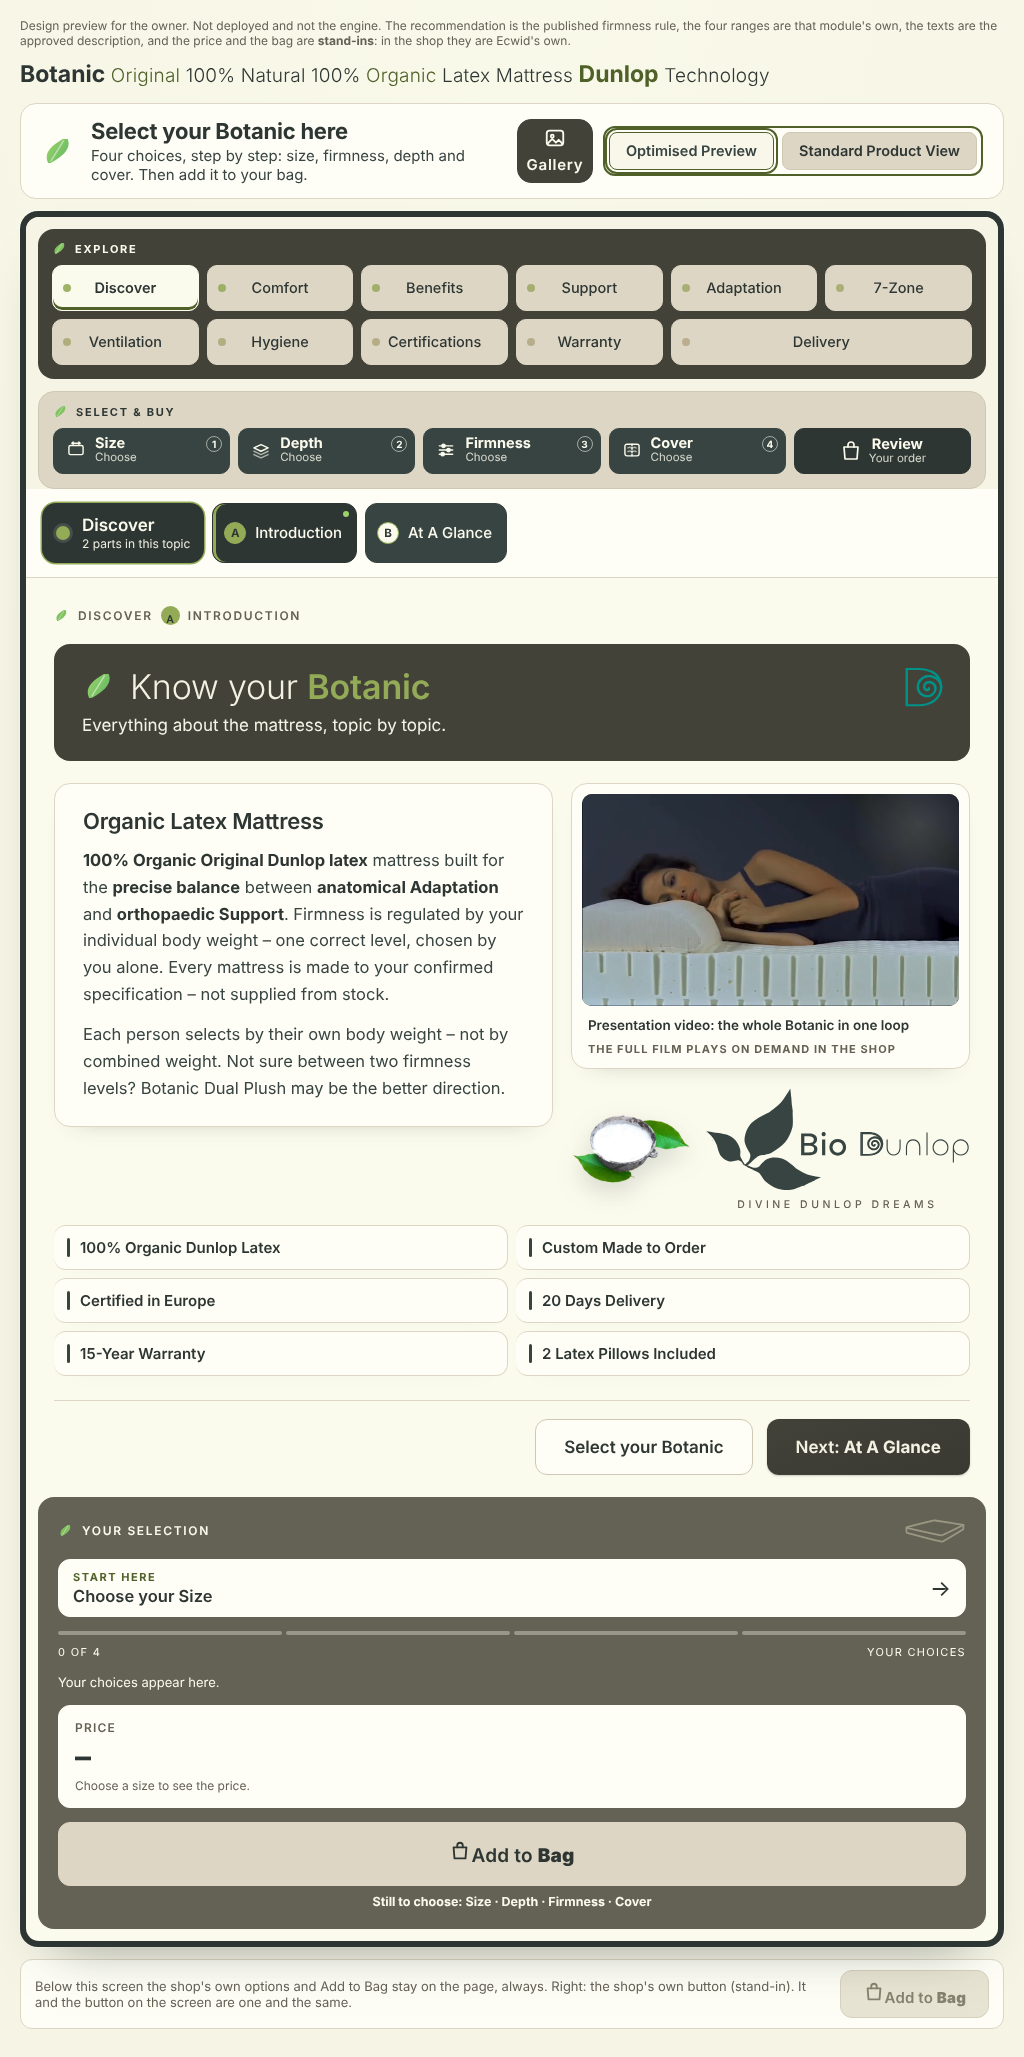 Design preview for the owner. Not deployed and not the engine. The recommendation is the published firmness rule, the four ranges are that module's own, the texts are the
approved description, and the price and the bag are stand-ins: in the shop they are Ecwid's own.
Botanic Original 100% Natural 100% Organic Latex Mattress Dunlop Technology
Select your Botanic here
Four choices, step by step: size, firmness, depth and
cover. Then add it to your bag.
Gallery
Optimised Preview
Standard Product View
EXPLORE
Discover
Comfort
Benefits
Support
Adaptation
7-Zone
Ventilation
Hygiene
Certifications
Warranty
Delivery
SELECT & BUY
Size
Choose
1
Depth
Choose
2
Firmness
Choose
3
Cover
Choose
4
Review
Your order
Discover
2 parts in this topic
A Introduction
B At A Glance
DISCOVER A INTRODUCTION
Know your Botanic
Everything about the mattress, topic by topic.
Organic Latex Mattress
100% Organic Original Dunlop latex mattress built for
the precise balance between anatomical Adaptation
and orthopaedic Support. Firmness is regulated by your
individual body weight – one correct level, chosen by
you alone. Every mattress is made to your confirmed
specification – not supplied from stock.
Each person selects by their own body weight – not by
combined weight. Not sure between two firmness
levels? Botanic Dual Plush may be the better direction.
Presentation video: the whole Botanic in one loop
THE FULL FILM PLAYS ON DEMAND IN THE SHOP
Bio Dunlop
DIVINE DUNLOP DREAMS
100% Organic Dunlop Latex
Custom Made to Order
Certified in Europe
20 Days Delivery
15-Year Warranty
2 Latex Pillows Included
Select your Botanic
Next: At A Glance
YOUR SELECTION
START HERE
Choose your Size
0 OF 4
YOUR CHOICES
Your choices appear here.
PRICE
–
Choose a size to see the price.
Add to Bag
Still to choose: Size · Depth · Firmness · Cover
Below this screen the shop's own options and Add to Bag stay on the page, always. Right: the shop's own button (stand-in). It
and the button on the screen are one and the same.
Add to Bag